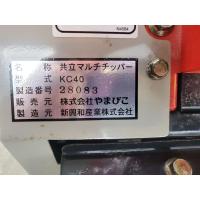 名称 共立マルチチッパー
型式 KC40
製造番号 28083
販売元 株式会社やまびこ
製造元 新興和産業株式会社